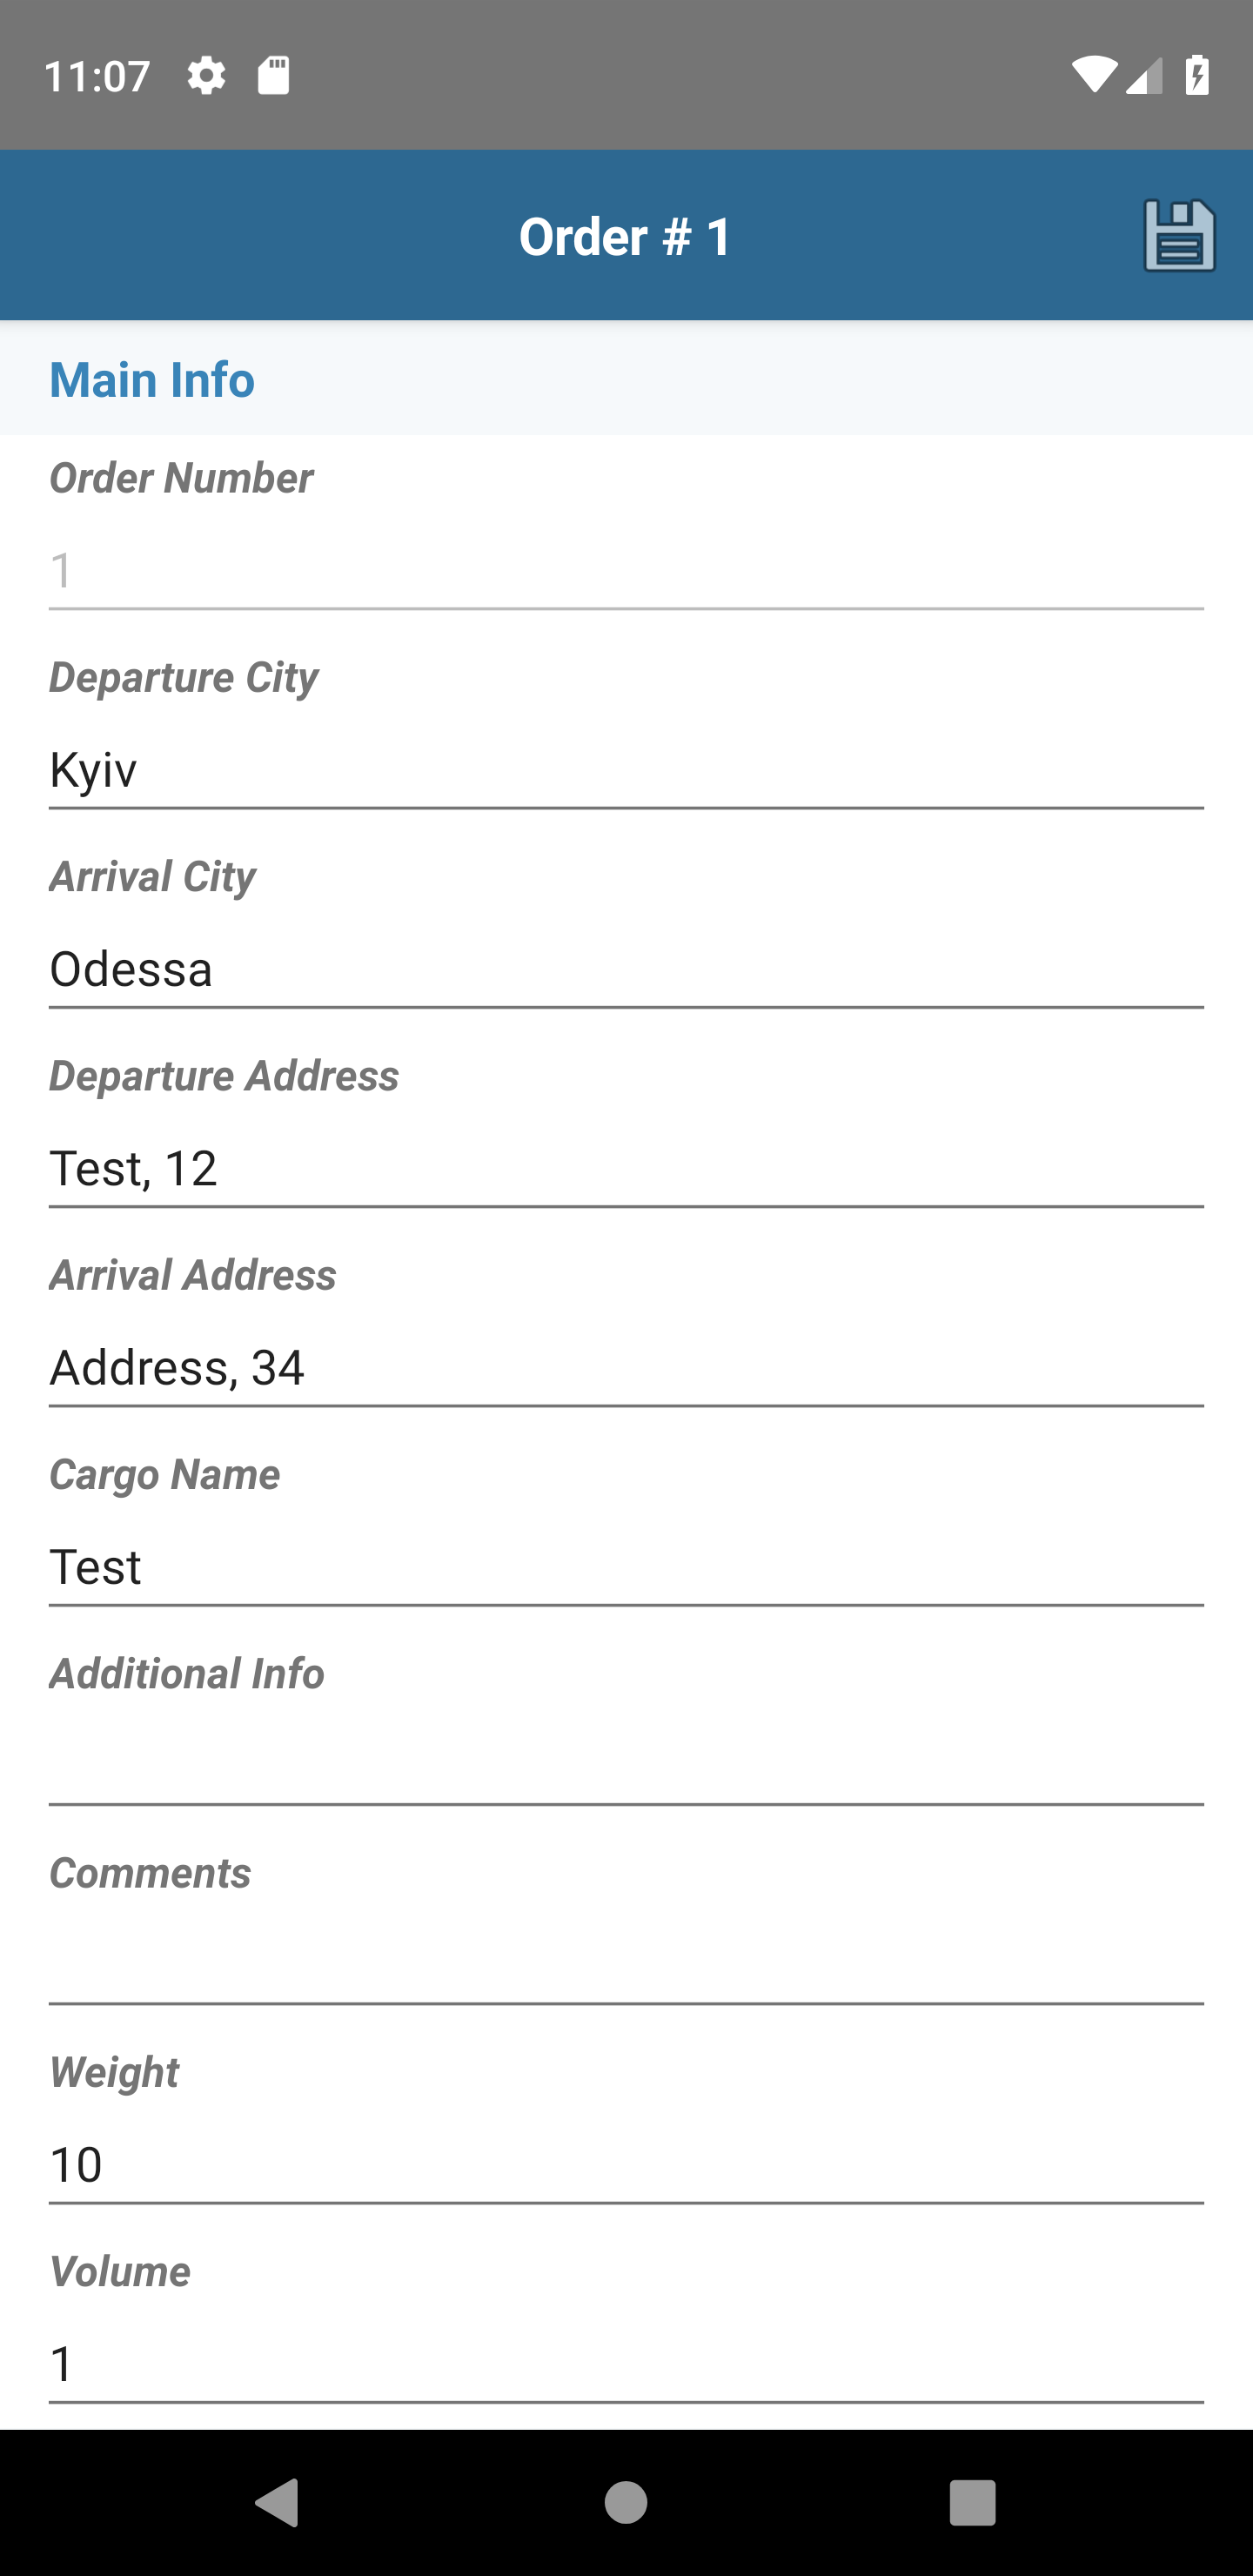 11:07
Order # 1
Main Info
Order Number
1
Departure City
Kyiv
Arrival City
Odessa
Departure Address
Test, 12
Arrival Address
Address, 34
Cargo Name
Test
Additional Info
Comments
Weight
10
Volume
1